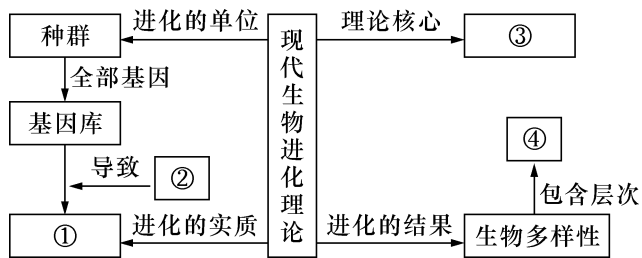 种群
进化的单位
理论核心
③
全部基因
基因库
现代生物进化理论
导致
②
④
包含层次
①
进化的实质
进化的结果
生物多样性